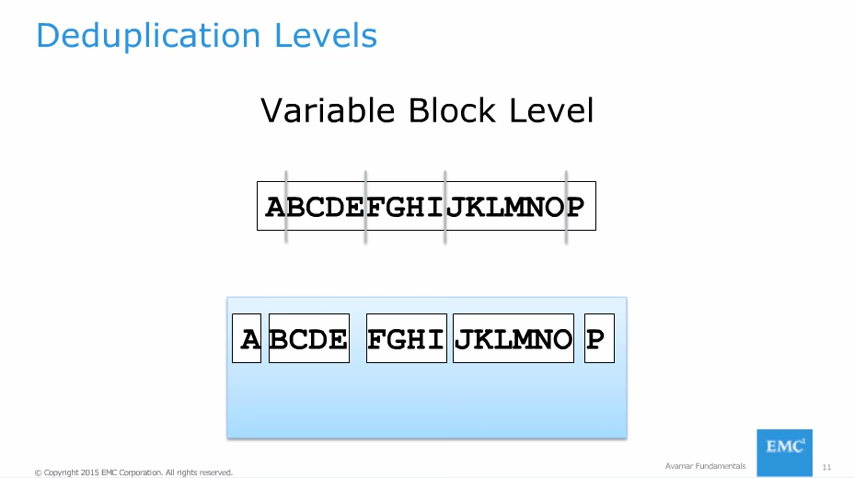 Deduplication Levels
Variable Block Level
ABCDEFGHIJKLMNOP
A BCDE FGHI JKLMNO P
© Copyright 2015 EMC Corporation. All rights reserved.
Avamar Fundamentals
EMC²
11